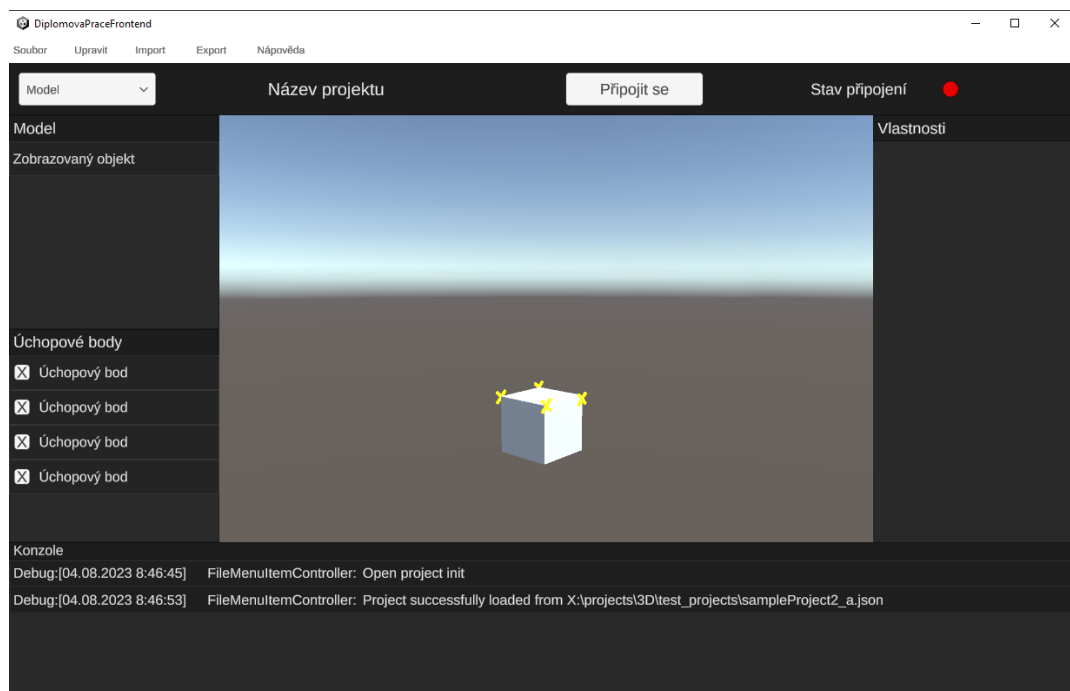 DiplomovaPraceFrontend
Soubor Upravit Import Export Nápověda
Model Název projektu Připojit se Stav připojení
Model
Zobrazovaný objekt
Vlastnosti
Úchopové body
X Úchopový bod
X Úchopový bod
X Úchopový bod
X Úchopový bod
Konzole
Debug:[04.08.2023 8:46:45] FileMenuItemController: Open project init
Debug:[04.08.2023 8:46:53] FileMenuItemController: Project successfully loaded from X:\projects\3D\test_projects\sampleProject2_a.json